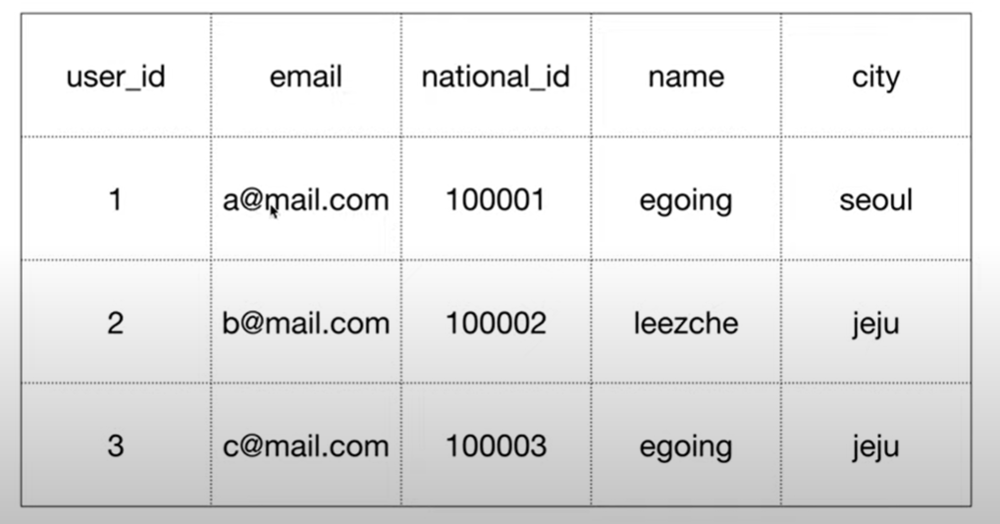 user_id email national_id name city
1 a@mail.com 100001 egoing seoul
2 b@mail.com 100002 leezche jeju
3 c@mail.com 100003 egoing jeju